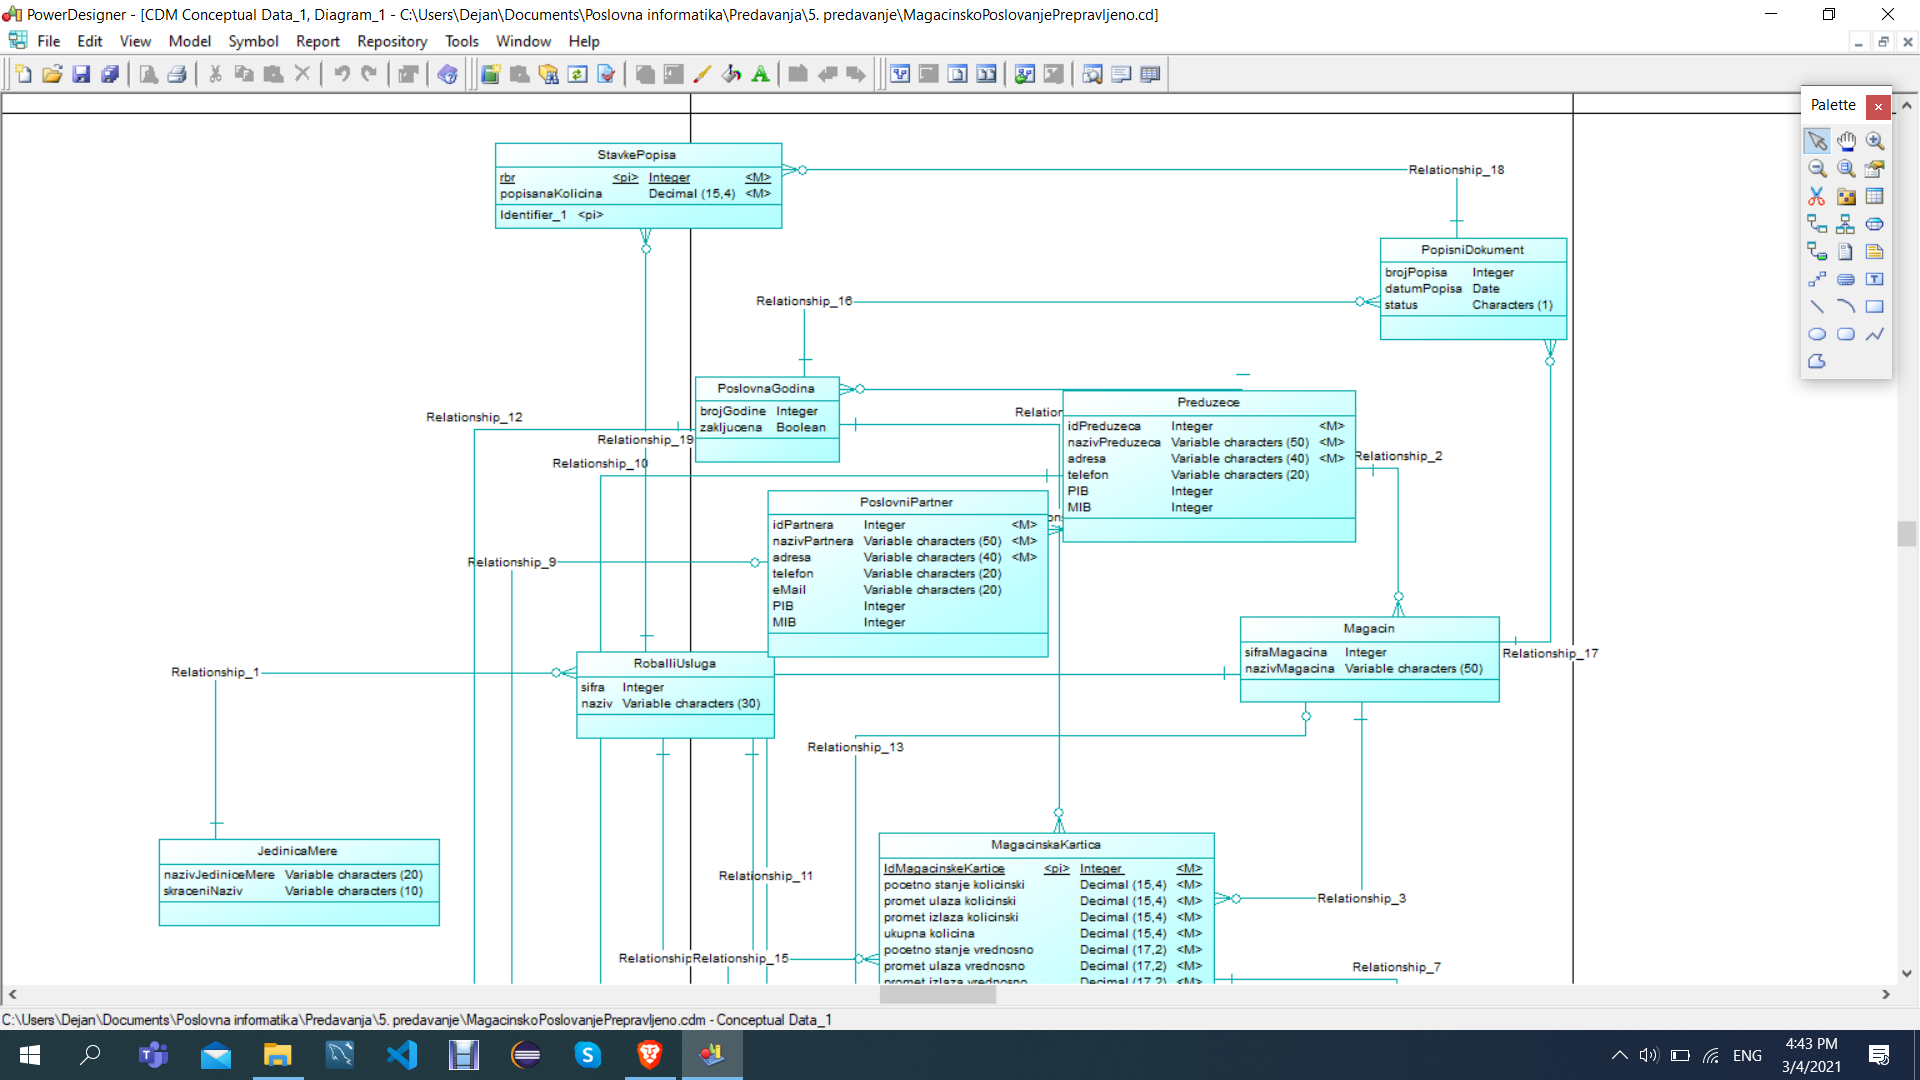 PowerDesigner - [CDM Conceptual Data_1, Diagram_1 - C:\Users\Dejan\Documents\Poslovna informatika\Predavanja\5. predavanje\MagacinskoPoslovanjePrepravljeno.cd]
File Edit View Model Symbol Report Repository Tools Window Help
Palette
StavkePopisa
rbr <pi> Integer <M>
popisanaKolicina Decimal (15,4) <M>
Identifier_1 <pi>
Relationship_18
PopisniDokument
brojPopisa Integer
datumPopisa Date
status Characters (1)
Relationship_16
PoslovnaGodina
brojGodine Integer
zakljucena Boolean
Relationship_12
Relationship_19
Relationship_10
Preduzece
idPreduzeca Integer <M>
nazivPreduzeca Variable characters (50) <M>
adresa Variable characters (40) <M>
telefon Variable characters (20)
PIB Integer
MIB Integer
Relationship_2
PoslovniPartner
idPartnera Integer <M>
nazivPartnera Variable characters (50) <M>
adresa Variable characters (40) <M>
telefon Variable characters (20)
eMail Variable characters (20)
PIB Integer
MIB Integer
Relationship_9
Magacin
sifraMagacina Integer
nazivMagacina Variable characters (50)
Relationship_17
Relationship_1
RobaIliUsluga
sifra Integer
naziv Variable characters (30)
Relationship_13
JedinicaMere
nazivJediniceMere Variable characters (20)
skraceniNaziv Variable characters (10)
Relationship_11
MagacinskaKartica
IdMagacinskeKartice <pi> Integer <M>
pocetno stanje kolicinski Decimal (15,4) <M>
promet ulaza kolicinski Decimal (15,4) <M>
promet izlaza kolicinski Decimal (15,4) <M>
ukupna kolicina Decimal (15,4) <M>
pocetno stanje vrednosno Decimal (17,2) <M>
promet ulaza vrednosno Decimal (17,2) <M>
promet izlaza vrednosno Decimal (17,2) <M>
Relationship_3
Relationship_15
Relationship_7
C:\Users\Dejan\Documents\Poslovna informatika\Predavanja\5. predavanje\MagacinskoPoslovanjePrepravljeno.cdm - Conceptual Data_1
ENG
4:43 PM
3/4/2021